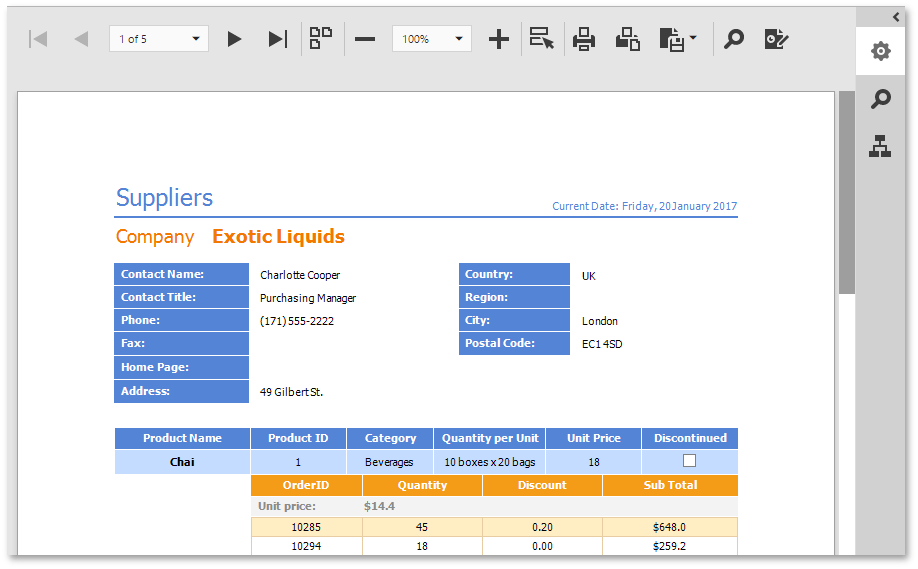 1 of 5 100%
Suppliers
Current Date: Friday, 20 January 2017
Company Exotic Liquids
Contact Name: Charlotte Cooper Country: UK
Contact Title: Purchasing Manager Region:
Phone: (171) 555-2222 City: London
Fax: Postal Code: EC1 4SD
Home Page:
Address: 49 Gilbert St.
Product Name Product ID Category Quantity per Unit Unit Price Discontinued
Chai 1 Beverages 10 boxes x 20 bags 18
OrderID Quantity Discount Sub Total
Unit price: $14.4
10285 45 0.20 $648.0
10294 18 0.00 $259.2